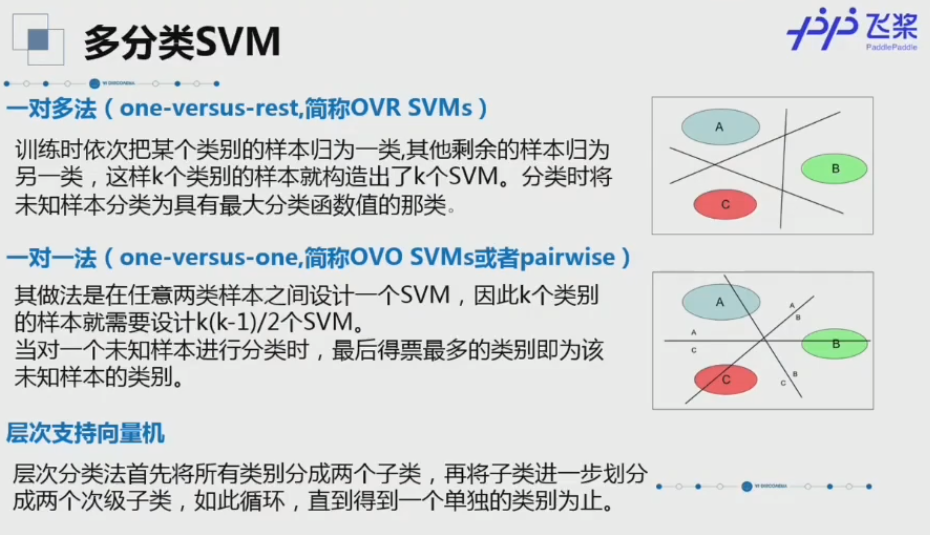 多分类SVM
飞桨
PaddlePaddle
一对多法（one-versus-rest,简称OVR SVMs）
训练时依次把某个类别的样本归为一类,其他剩余的样本归为
另一类，这样k个类别的样本就构造出了k个SVM。分类时将
未知样本分类为具有最大分类函数值的那类。
A
B
C
一对一法（one-versus-one,简称OVO SVMs或者pairwise）
其做法是在任意两类样本之间设计一个SVM，因此k个类别
的样本就需要设计k(k-1)/2个SVM。
当对一个未知样本进行分类时，最后得票最多的类别即为该
未知样本的类别。
A
A
B
A
C
B
C
B
C
层次支持向量机
层次分类法首先将所有类别分成两个子类，再将子类进一步划分
成两个次级子类，如此循环，直到得到一个单独的类别为止。